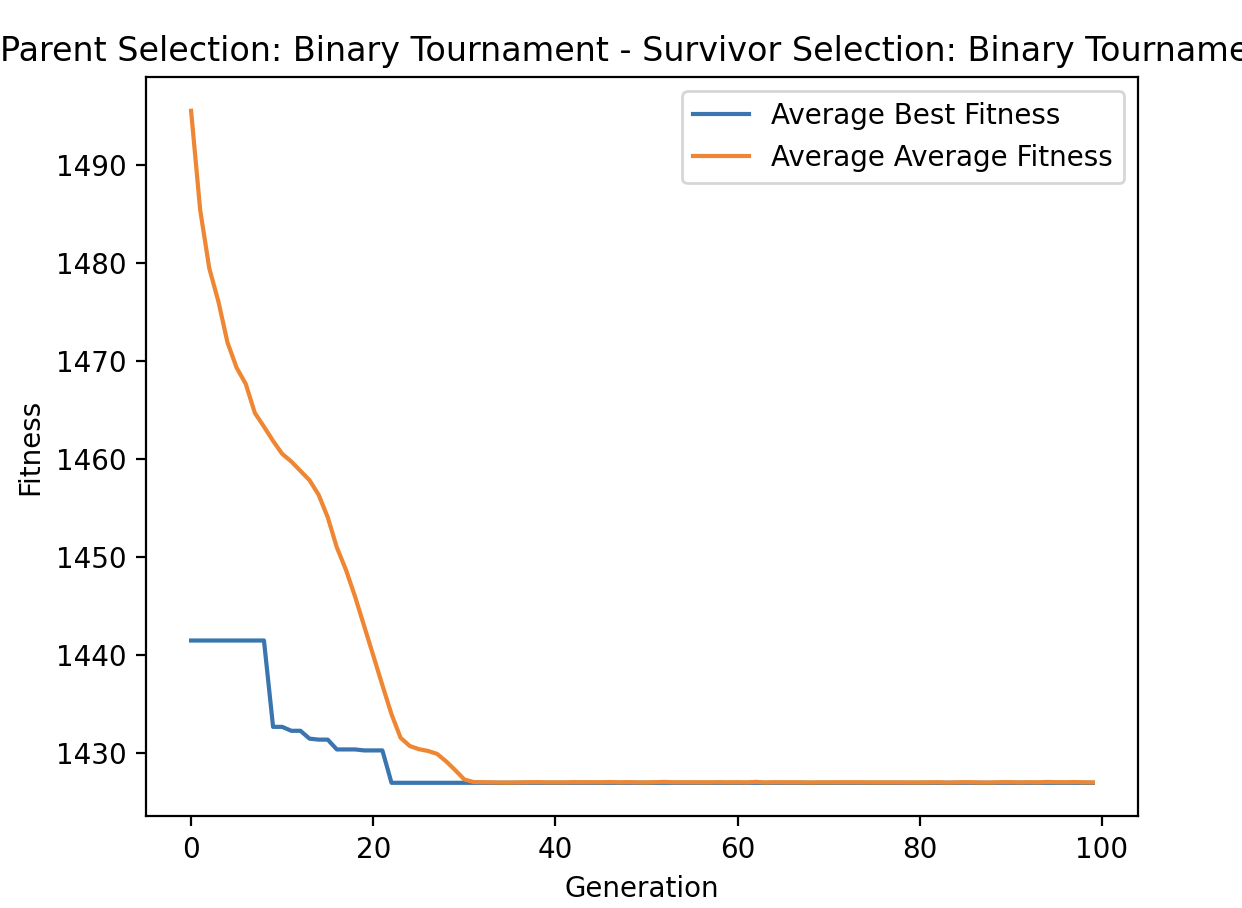 Parent Selection: Binary Tournament - Survivor Selection: Binary Tourname
Average Best Fitness
Average Average Fitness
1490
1480
1470
1460
1450
1440
1430
Fitness
0 20 40 60 80 100
Generation